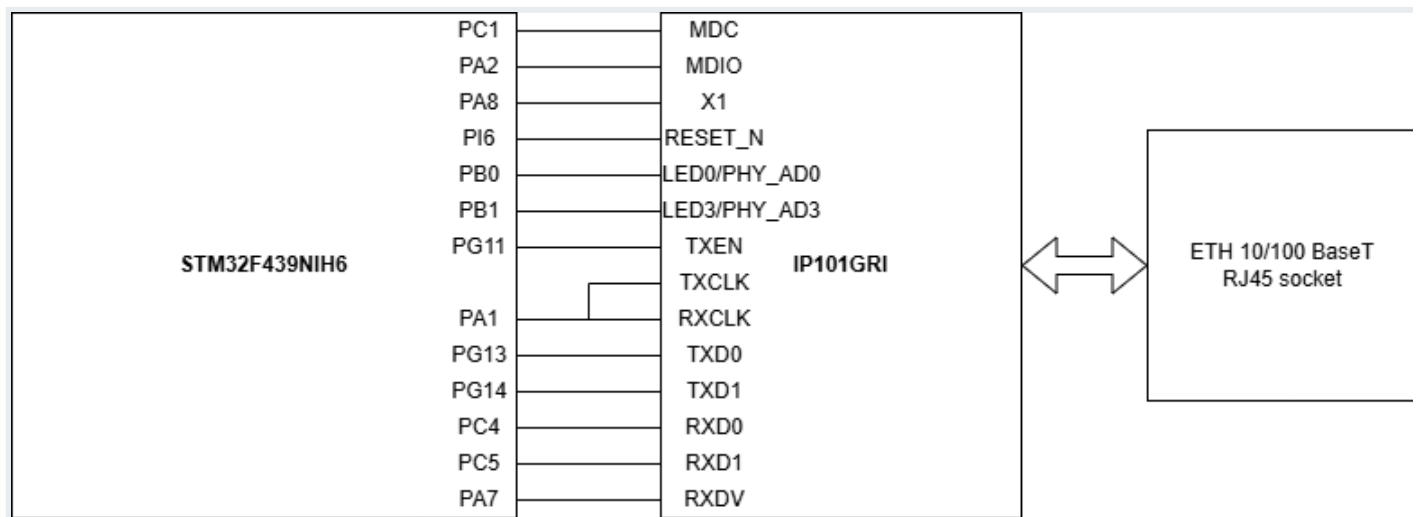 PC1 MDC
PA2 MDIO
PA8 X1
PI6 RESET_N
PB0 LED0/PHY_AD0
PB1 LED3/PHY_AD3
PG11 TXEN
STM32F439NIH6 IP101GRI ETH 10/100 BaseT
RJ45 socket
TXCLK
PA1 RXCLK
PG13 TXD0
PG14 TXD1
PC4 RXD0
PC5 RXD1
PA7 RXDV